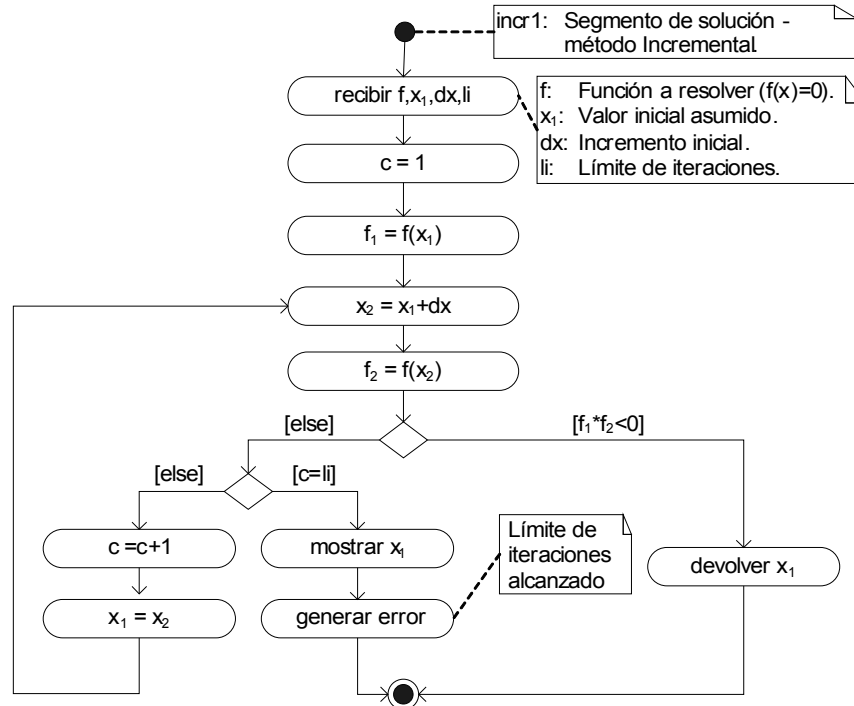 incr1: Segmento de solución -
método Incremental.
recibir f,x₁,dx,li
f: Función a resolver (f(x)=0).
x₁: Valor inicial asumido.
dx: Incremento inicial.
li: Límite de iteraciones.
c = 1
f₁ = f(x₁)
x₂ = x₁+dx
f₂ = f(x₂)
[else]
[f₁*f₂<0]
[else]
[c=li]
c =c+1
mostrar x₁
Límite de
iteraciones
alcanzado
devolver x₁
x₁ = x₂
generar error